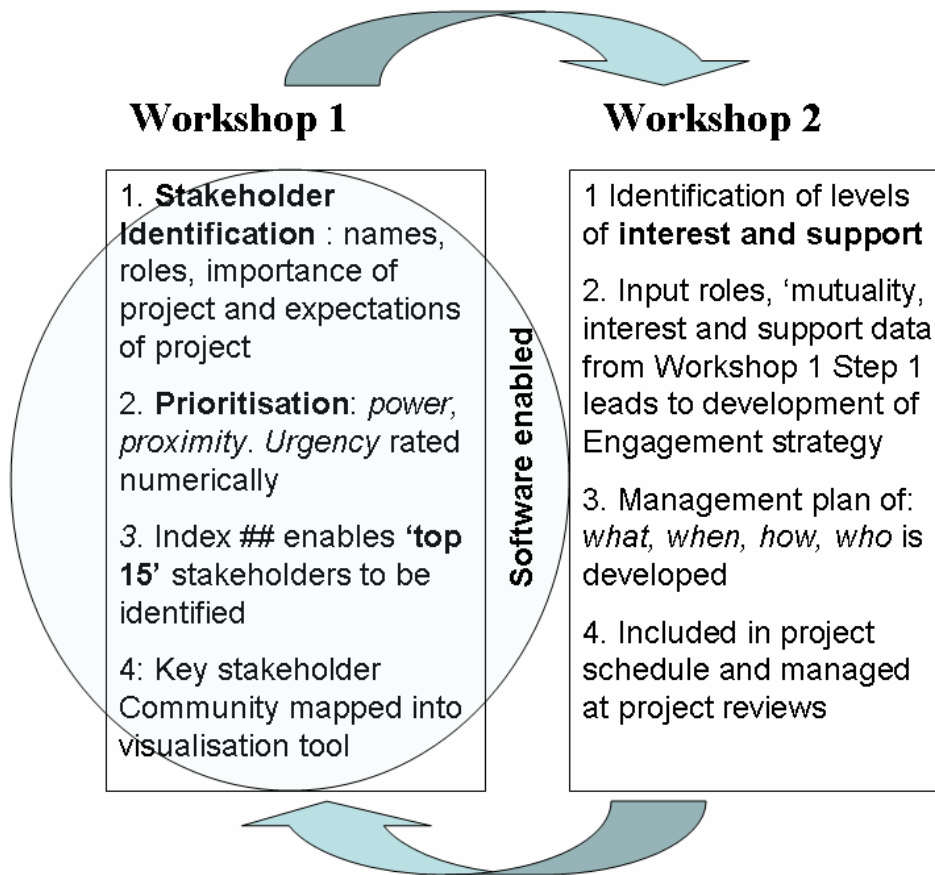 Workshop 1
1. Stakeholder
Identification : names,
roles, importance of
project and expectations
of project
2. Prioritisation: power,
proximity. Urgency rated
numerically
3. Index ## enables ‘top
15’ stakeholders to be
identified
4: Key stakeholder
Community mapped into
visualisation tool
Software enabled
Workshop 2
1 Identification of levels
of interest and support
2. Input roles, ‘mutuality,
interest and support data
from Workshop 1 Step 1
leads to development of
Engagement strategy
3. Management plan of:
what, when, how, who is
developed
4. Included in project
schedule and managed
at project reviews